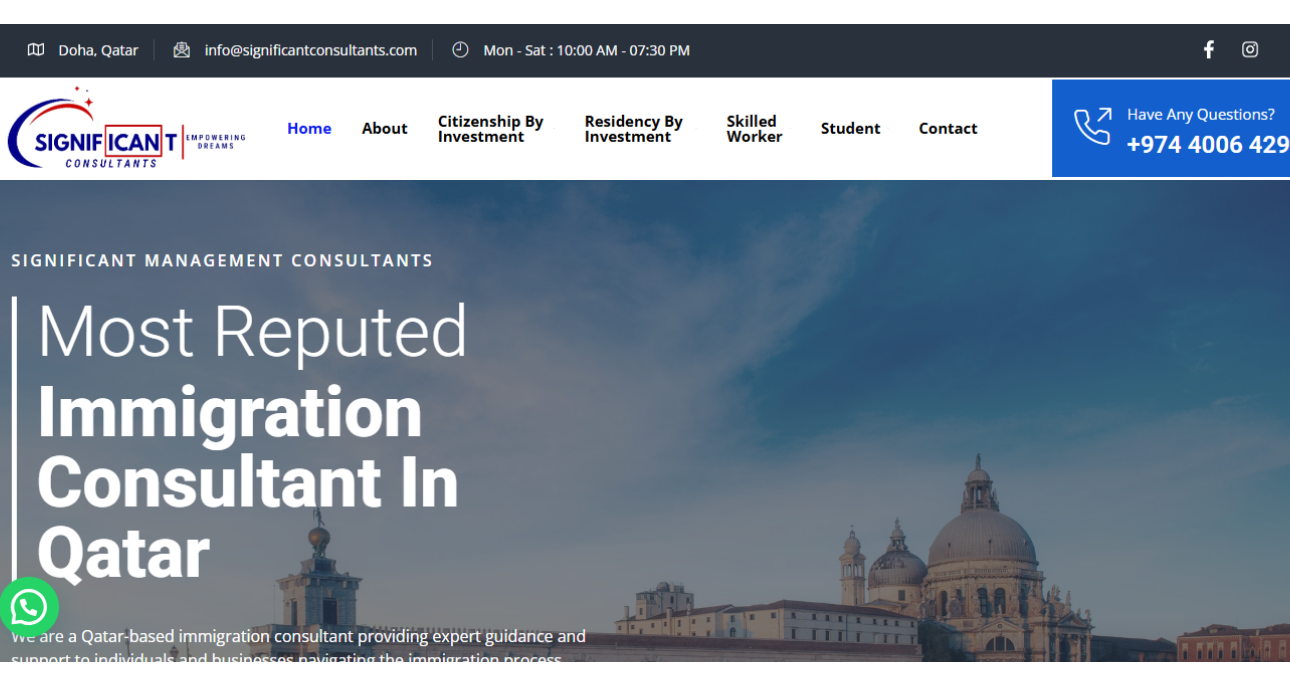 Doha, Qatar
info@significantconsultants.com
Mon - Sat : 10:00 AM - 07:30 PM
SIGNIFICANT
CONSULTANTS
EMPOWERING
DREAMS
Home
About
Citizenship By
Investment
Residency By
Investment
Skilled
Worker
Student
Contact
Have Any Questions?
+974 4006 429
SIGNIFICANT MANAGEMENT CONSULTANTS
Most Reputed
Immigration
Consultant In
Qatar
We are a Qatar-based immigration consultant providing expert guidance and
support to individuals and businesses navigating the immigration process